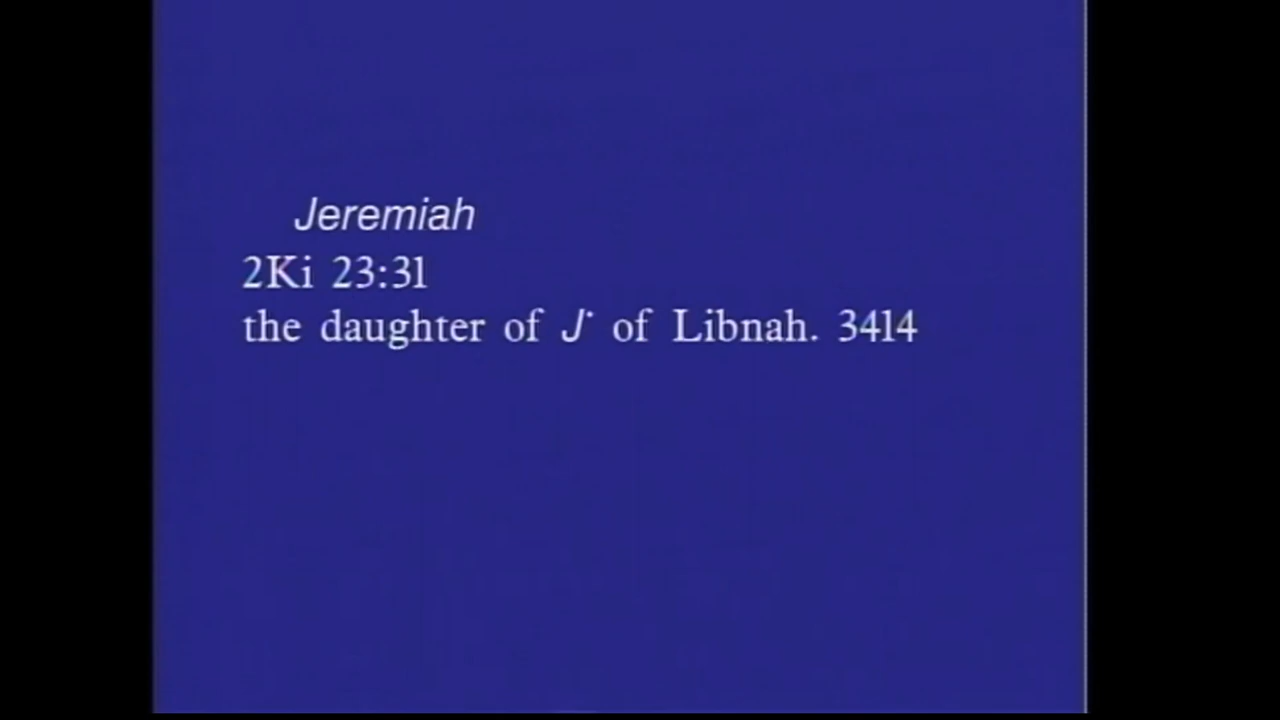 Jeremiah
2Ki 23:31
the daughter of J· of Libnah. 3414